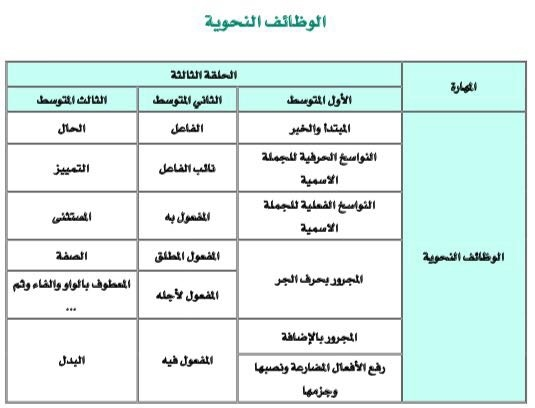 الوظائف النحوية
المهارة
الحلقة الثالثة
الأول المتوسط
الثاني المتوسط
الثالث المتوسط
الوظائف النحوية
المبتدأ والخبر
الفاعل
الحال
النواسخ الحرفية للجملة
الاسمية
نائب الفاعل
التمييز
النواسخ الفعلية للجملة
الاسمية
المفعول به
المستثنى
المجرور بحرف الجر
المفعول المطلق
الصفة
المفعول لأجله
المعطوف بالواو والفاء وثم
...
المجرور بالإضافة
المفعول فيه
البدل
رفع الأفعال المضارعة ونصبها
وجزمها